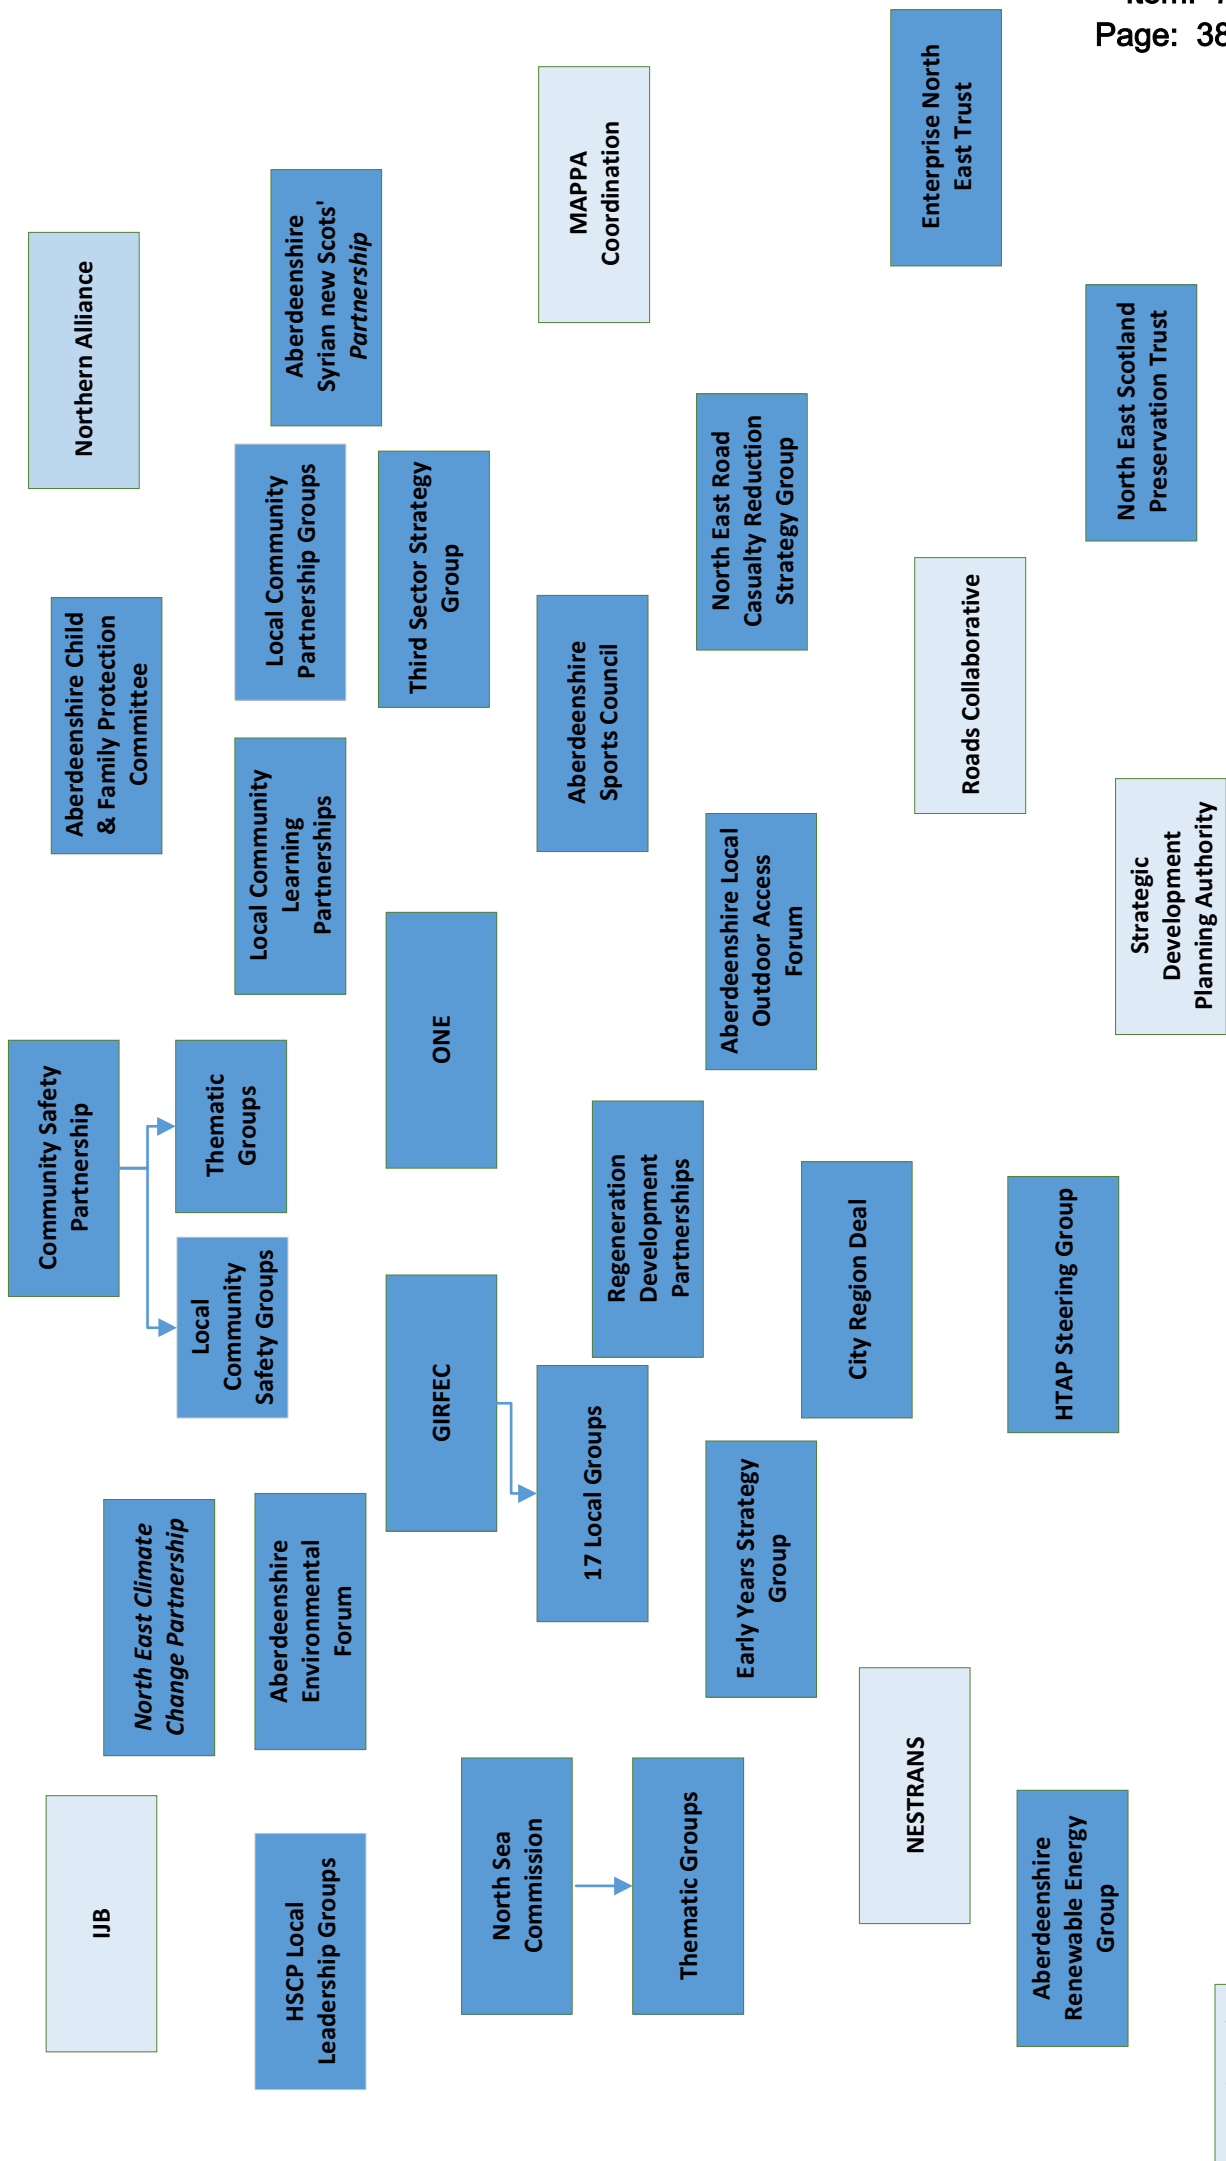 Page: 38
IJB
North East Climate
Change Partnership
Community Safety
Partnership
Aberdeenshire Child
& Family Protection
Committee
Northern Alliance
Local
Community
Safety Groups
Thematic
Groups
HSCP Local
Leadership Groups
Aberdeenshire
Environmental
Forum
Local Community
Learning
Partnerships
Local Community
Partnership Groups
Aberdeenshire
Syrian new Scots'
Partnership
GIRFEC
ONE
Third Sector Strategy
Group
North Sea
Commission
17 Local Groups
Regeneration
Development
Partnerships
Aberdeenshire
Sports Council
MAPPA
Coordination
Thematic Groups
Early Years Strategy
Group
Aberdeenshire Local
Outdoor Access
Forum
North East Road
Casualty Reduction
Strategy Group
NESTRANS
City Region Deal
Roads Collaborative
Enterprise North
East Trust
Aberdeenshire
Renewable Energy
Group
HTAP Steering Group
Strategic
Development
Planning Authority
North East Scotland
Preservation Trust